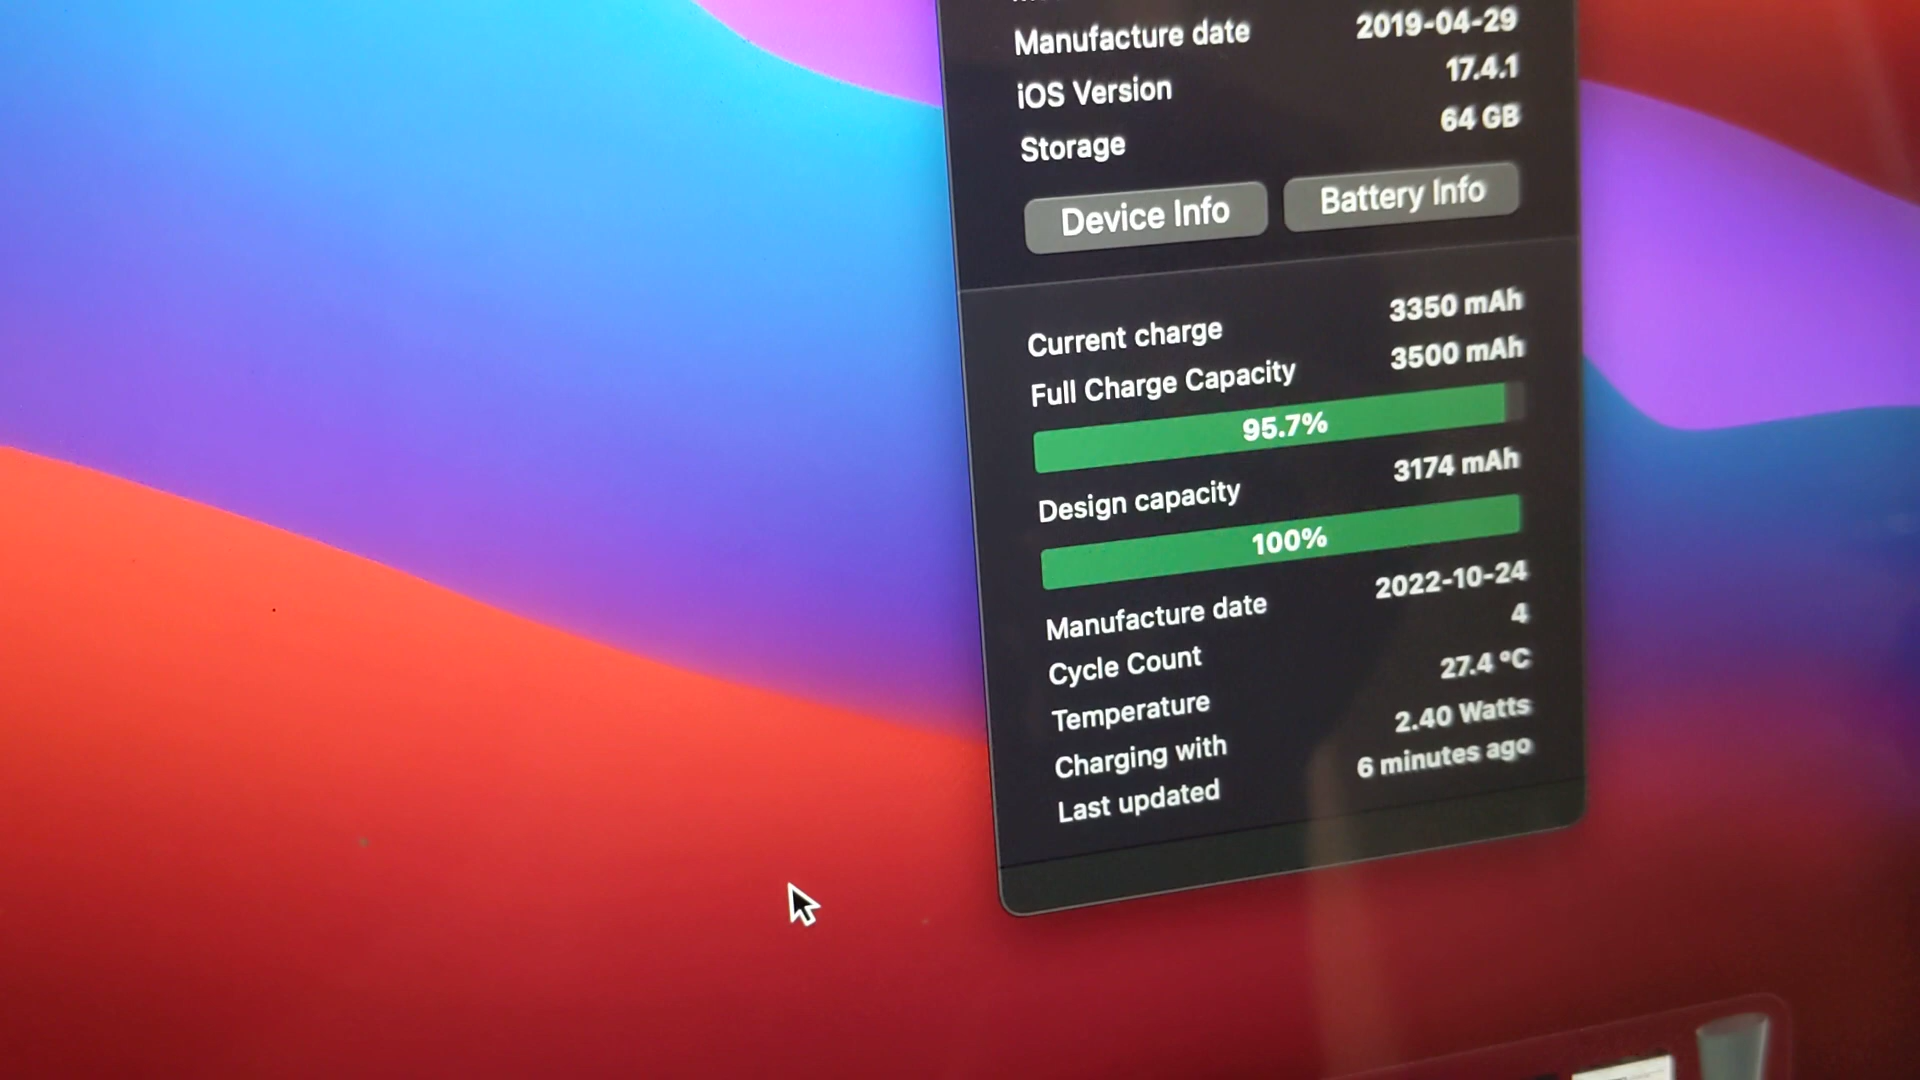 Manufacture date 2019-04-29
iOS Version 17.4.1
Storage 64 GB
Device Info Battery Info
Current charge 3350 mAh
Full Charge Capacity 3500 mAh
95.7%
Design capacity 3174 mAh
100%
Manufacture date 2022-10-24
Cycle Count 4
Temperature 27.4 °C
Charging with 2.40 Watts
Last updated 6 minutes ago